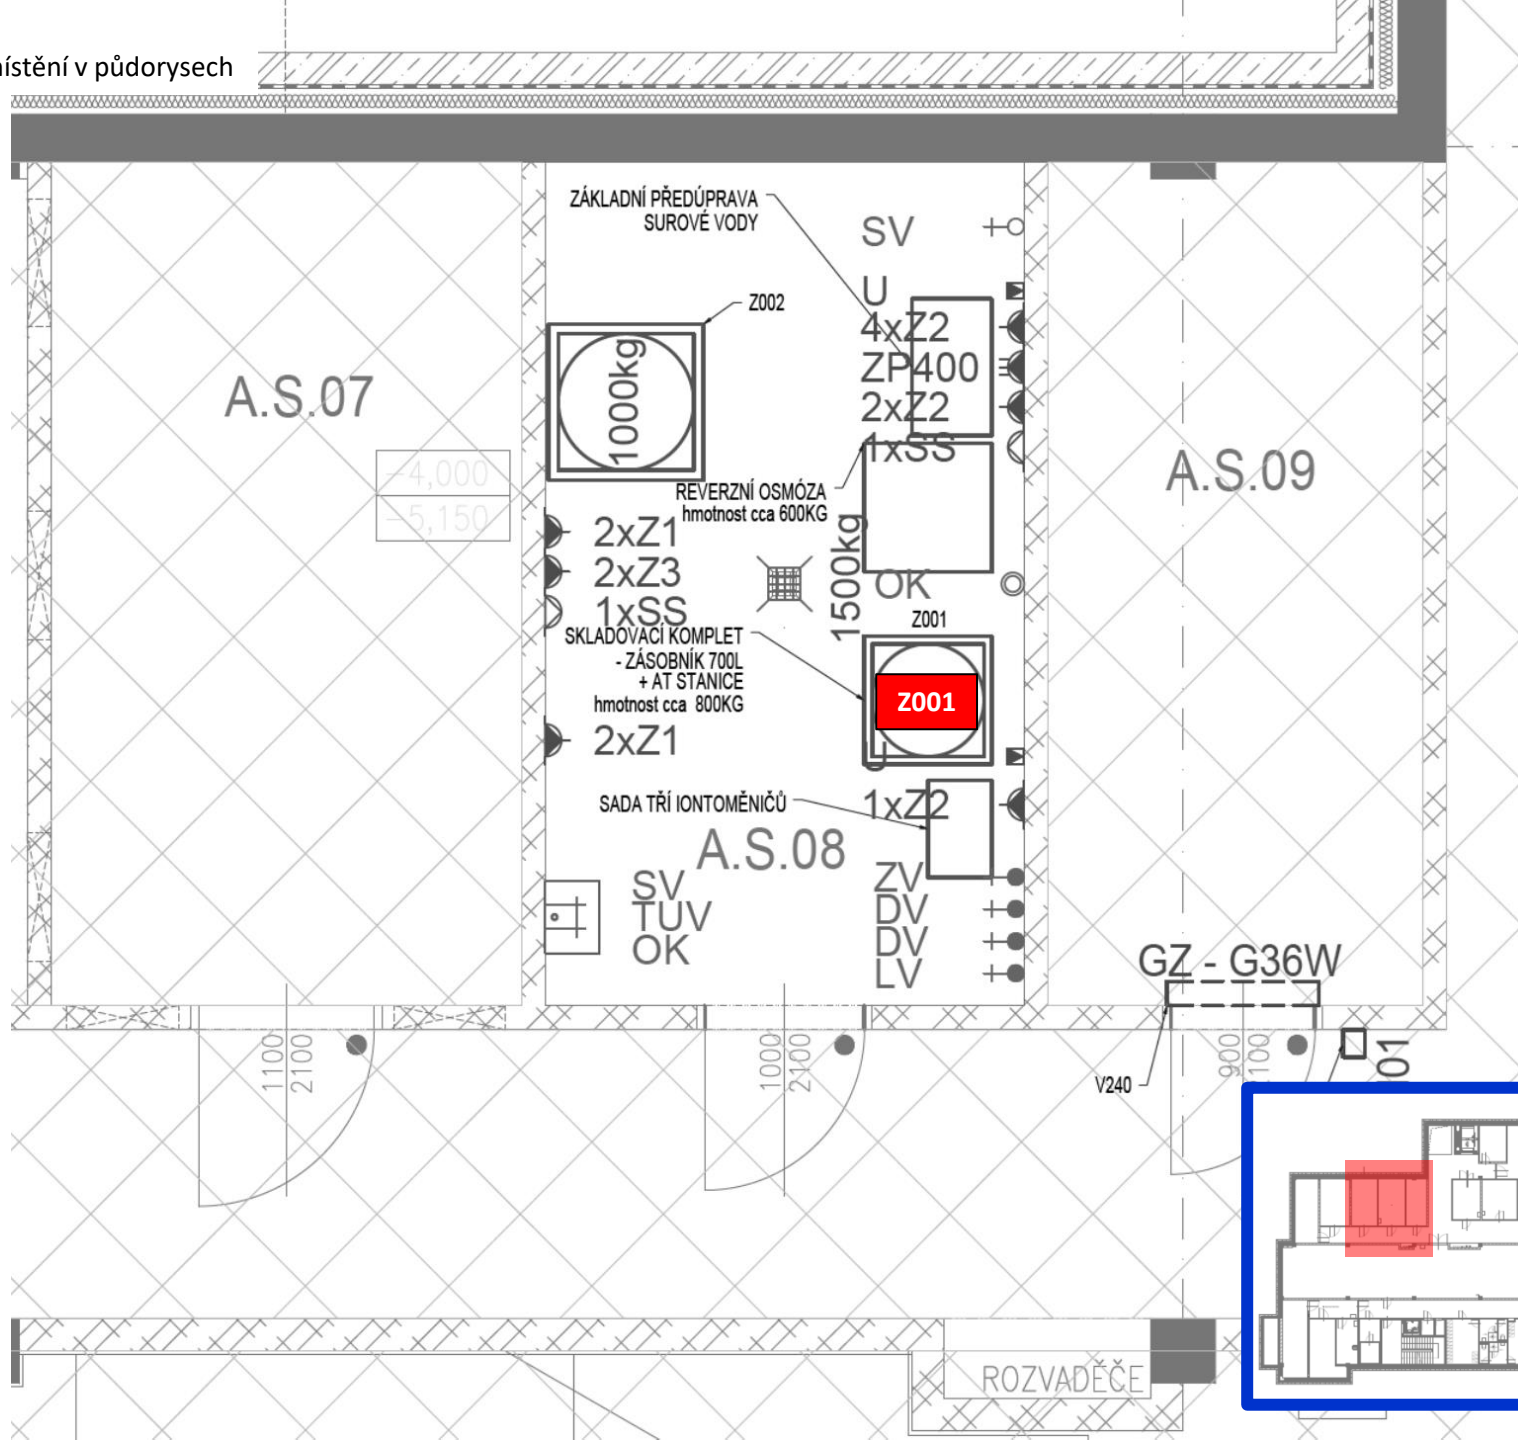 ístění v půdorysech
ZÁKLADNÍ PŘEDÚPRAVA
SUROVÉ VODY
SV
U
Z002
4xZ2
ZP400
2xZ2
1xSS
1000kg
A.S.07
-4,000
-5,150
A.S.09
REVERZNÍ OSMÓZA
hmotnost cca 600KG
1500kg
2xZ1
2xZ3
1xSS
OK
Z001
SKLADOVACÍ KOMPLET
- ZÁSOBNÍK 700L
+ AT STANICE
hmotnost cca 800KG
Z001
2xZ1
U
SADA TŘÍ IONTOMĚNIČŮ
1xZ2
A.S.08
SV
TUV
OK
ZV
DV
DV
LV
GZ - G36W
1100
2100
1000
2100
900
V240
01
ROZVADĚČE